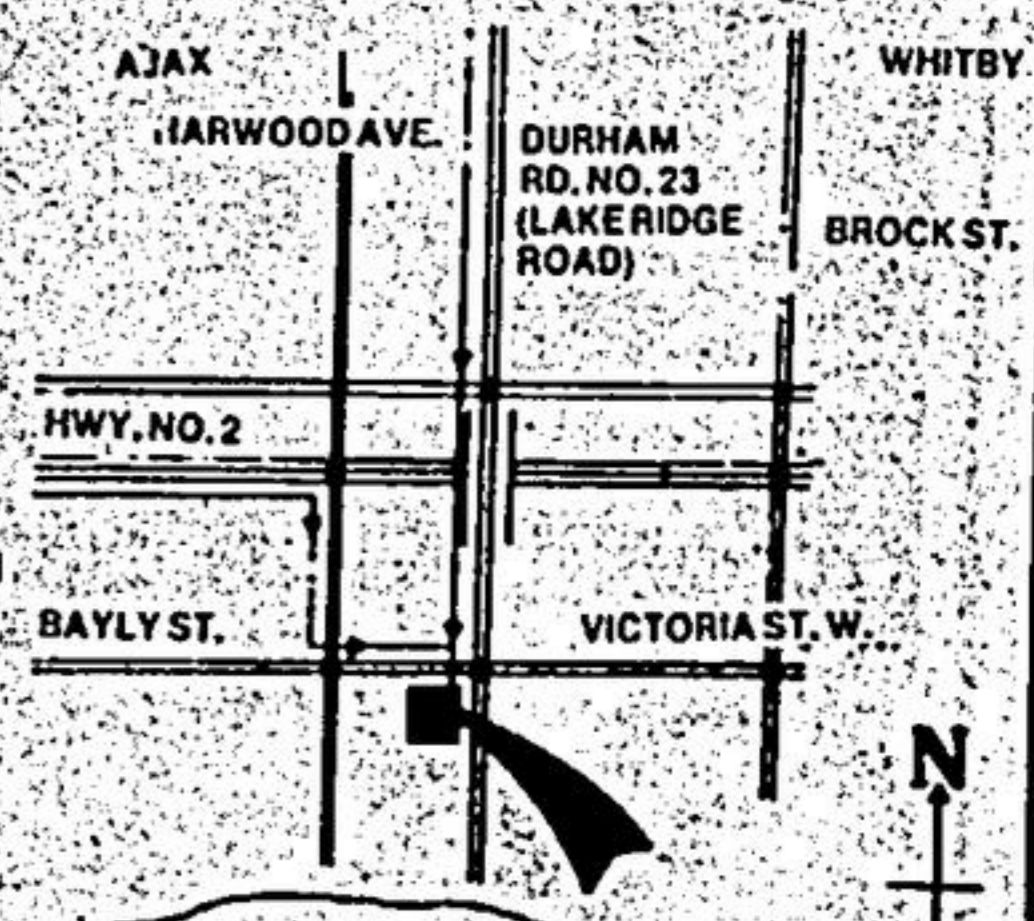 AJAX
WHITBY
HARWOOD AVE.
DURHAM
RD. NO. 23
(LAKERIDGE
ROAD)
BROCK ST.
HWY. NO. 2
BAYLY ST.
VICTORIA ST. W.
N